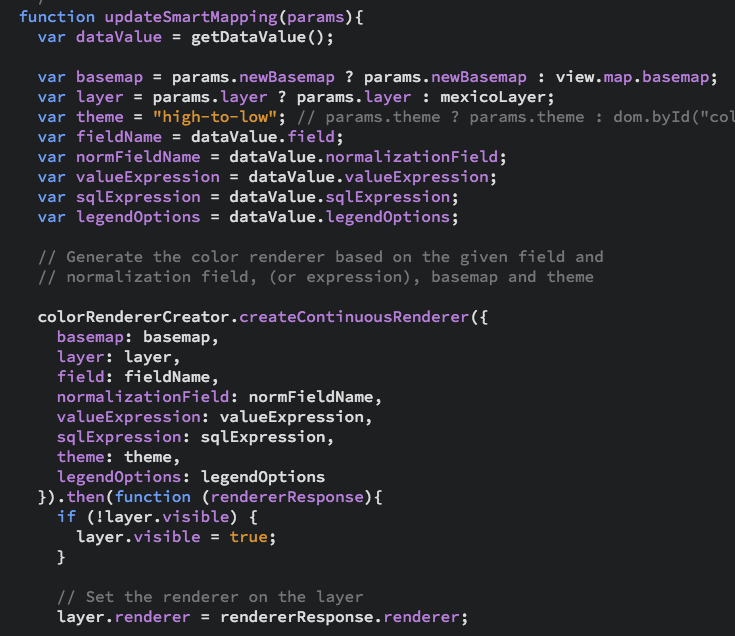 function updateSmartMapping(params){
  var dataValue = getDataValue();

  var basemap = params.newBasemap ? params.newBasemap : view.map.basemap;
  var layer = params.layer ? params.layer : mexicoLayer;
  var theme = "high-to-low"; // params.theme ? params.theme : dom.byId("col
  var fieldName = dataValue.field;
  var normFieldName = dataValue.normalizationField;
  var valueExpression = dataValue.valueExpression;
  var sqlExpression = dataValue.sqlExpression;
  var legendOptions = dataValue.legendOptions;

  // Generate the color renderer based on the given field and
  // normalization field, (or expression), basemap and theme

  colorRendererCreator.createContinuousRenderer({
    basemap: basemap,
    layer: layer,
    field: fieldName,
    normalizationField: normFieldName,
    valueExpression: valueExpression,
    sqlExpression: sqlExpression,
    theme: theme,
    legendOptions: legendOptions
  }).then(function (rendererResponse){
    if (!layer.visible) {
      layer.visible = true;
    }

    // Set the renderer on the layer
    layer.renderer = rendererResponse.renderer;